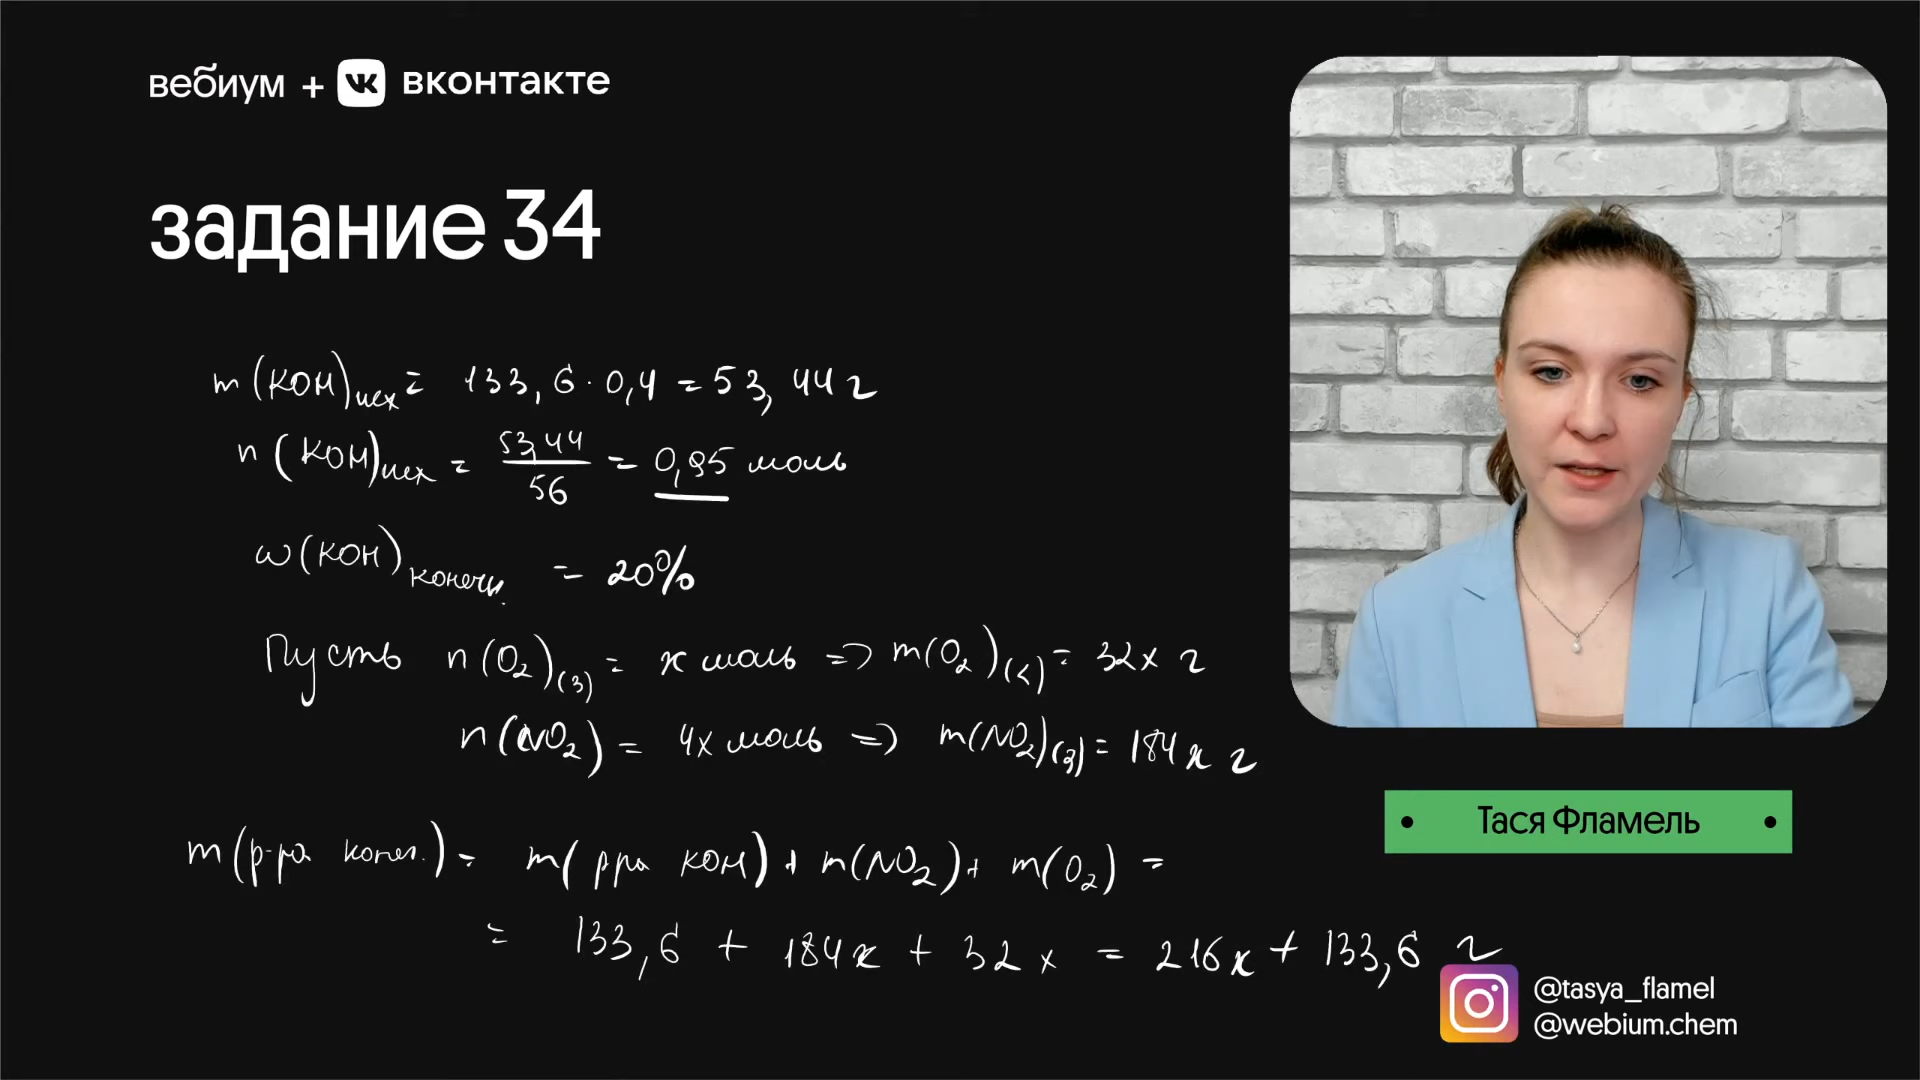 вебиум + вконтакте
задание 34
m(KOH)исх = 133,6 · 0,4 = 53,44 г
n(KOH)исх = 53,44/56 = 0,95 моль
ω(KOH)конечн. = 20%
Пусть n(O₂)(3) = x моль => m(O₂)(2) = 32x г
n(NO₂) = 4x моль => m(NO₂)(3) = 184x г
m(р-ра конеч.) = m(рра KOH) + m(NO₂) + m(O₂) =
= 133,6 + 184x + 32x = 216x + 133,6 г
Тася Фламель
@tasya_flamel
@webium.chem